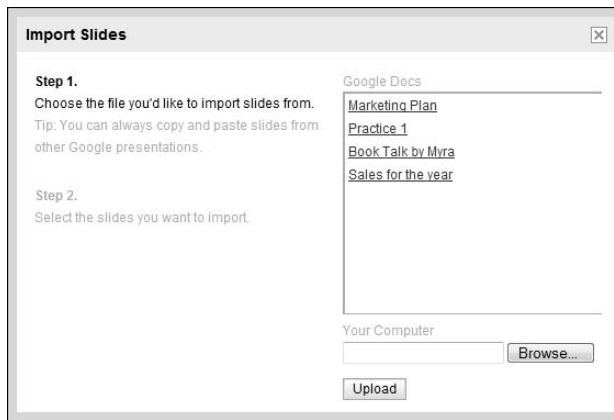 Import Slides
Step 1.
Choose the file you'd like to import slides from.
Tip: You can always copy and paste slides from
other Google presentations.
Step 2.
Select the slides you want to import.
Google Docs
Marketing Plan
Practice 1
Book Talk by Myra
Sales for the year
Your Computer
Browse...
Upload